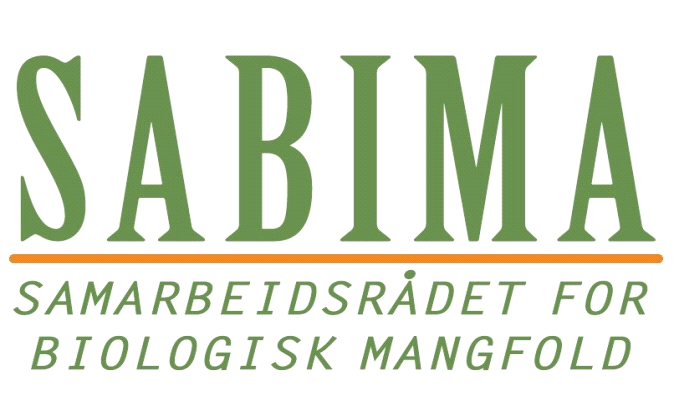 SABIMA
SAMARBEIDSRÅDET FOR
BIOLOGISK MANGFOLD